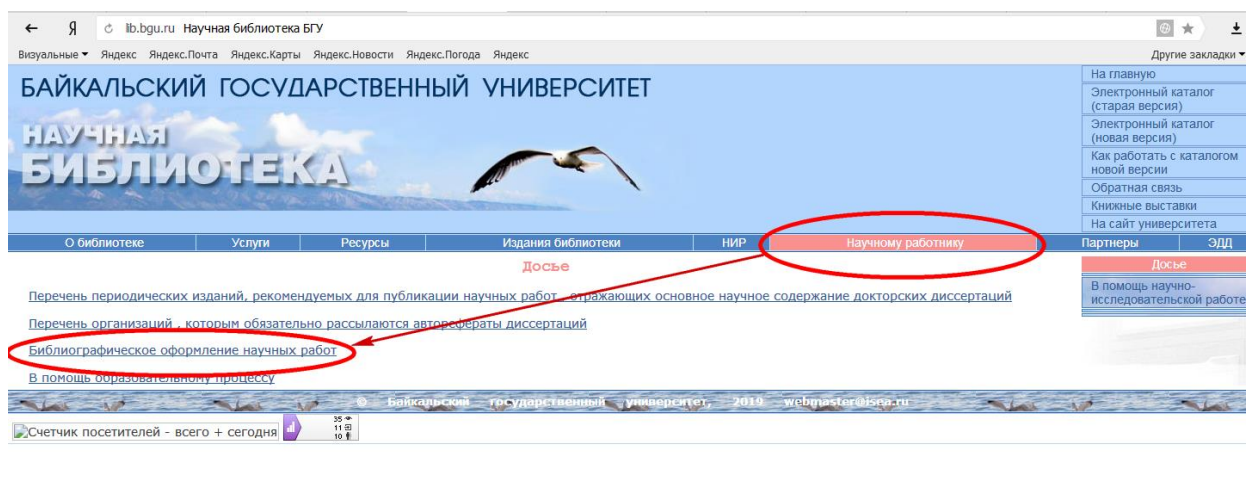 lib.bgu.ru Научная библиотека БГУ
Визуальные Яндекс Яндекс.Почта Яндекс.Карты Яндекс.Новости Яндекс.Погода Яндекс Другие закладки
БАЙКАЛЬСКИЙ ГОСУДАРСТВЕННЫЙ УНИВЕРСИТЕТ
НАУЧНАЯ
БИБЛИОТЕКА
На главную
Электронный каталог
(старая версия)
Электронный каталог
(новая версия)
Как работать с каталогом
новой версии
Обратная связь
Книжные выставки
На сайт университета
О библиотеке Услуги Ресурсы Издания библиотеки НИР Научному работнику Партнеры ЭДД
Досье
Перечень периодических изданий, рекомендуемых для публикации научных работ , отражающих основное научное содержание докторских диссертаций
Перечень организаций , которым обязательно рассылаются авторефераты диссертаций
Библиографическое оформление научных работ
В помощь образовательному процессу
Досье
В помощь научно-
исследовательской работе
© Байкальский государственный университет, 2019 webmaster@isea.ru
Счетчик посетителей - всего + сегодня
35
11
10